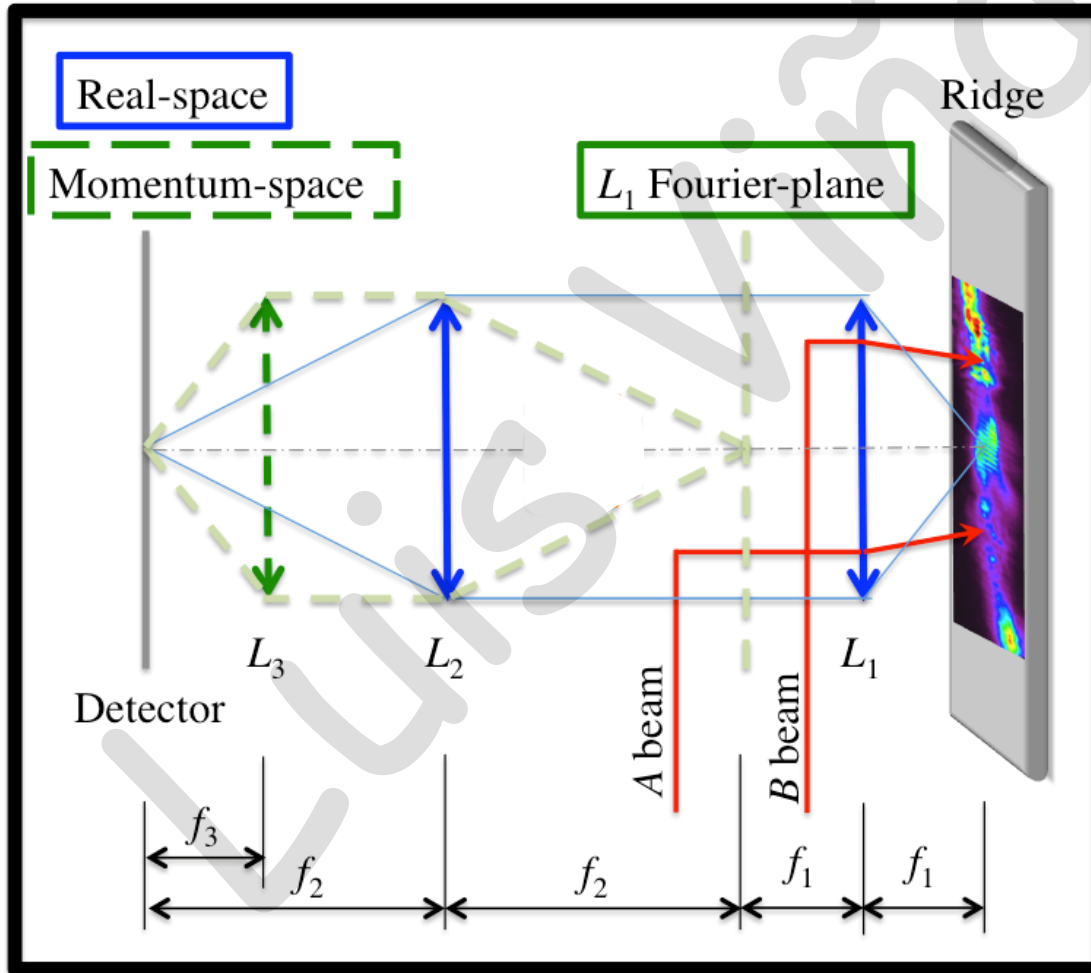 Real-space
Ridge
Momentum-space
L₁ Fourier-plane
L₃
L₂
L₁
Detector
A beam
B beam
f₃
f₂
f₂
f₁
f₁
Luis Viña